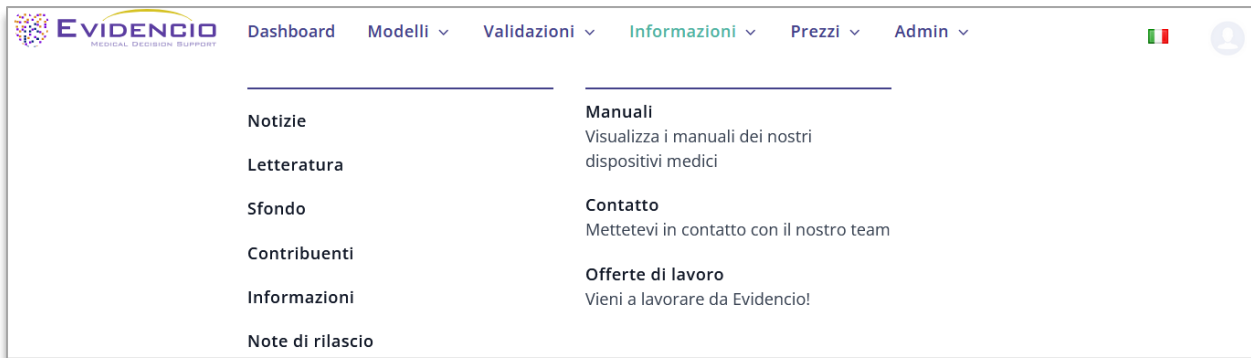 EVIDENCIO
MEDICAL DECISION SUPPORT
Dashboard Modelli Validazioni Informazioni Prezzi Admin
Notizie
Letteratura
Sfondo
Contribuenti
Informazioni
Note di rilascio
Manuali
Visualizza i manuali dei nostri
dispositivi medici
Contatto
Mettetevi in contatto con il nostro team
Offerte di lavoro
Vieni a lavorare da Evidencio!